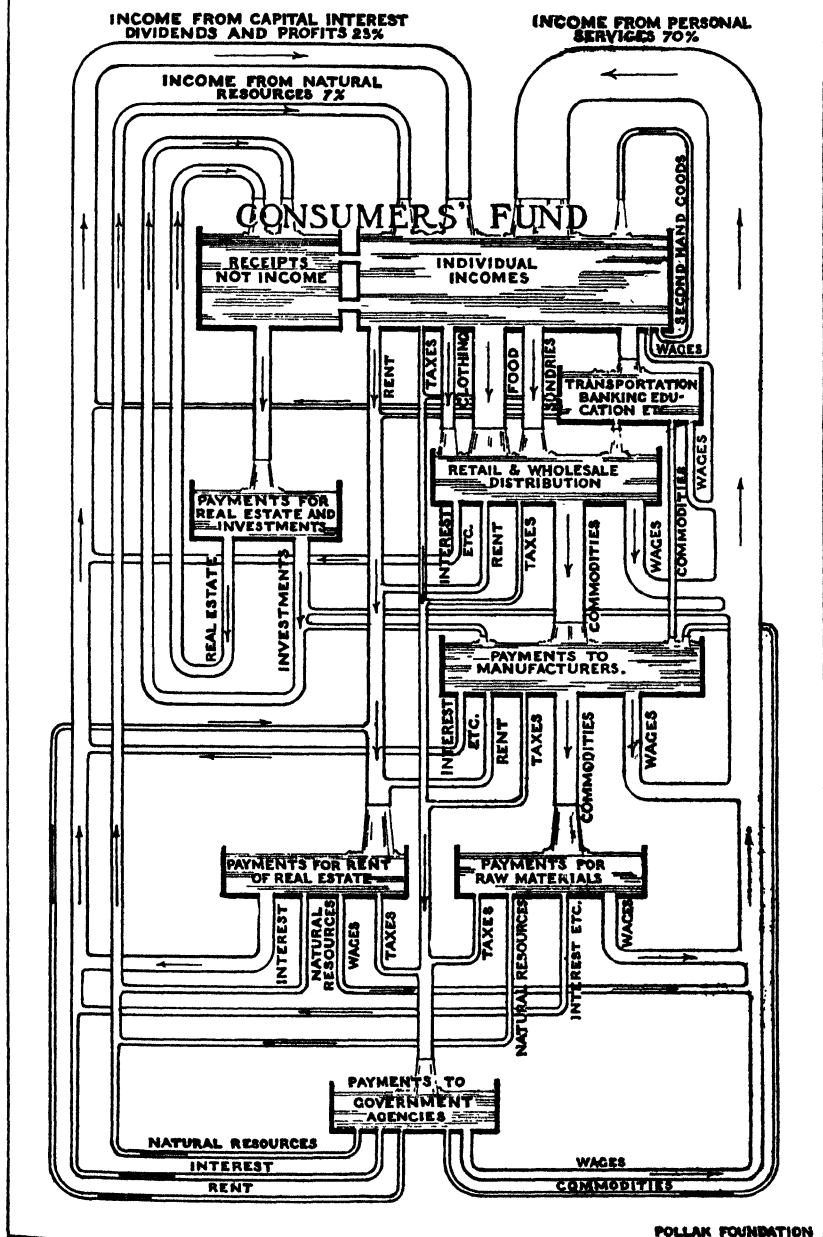 INCOME FROM CAPITAL INTEREST
DIVIDENDS AND PROFITS 23%
INCOME FROM PERSONAL
SERVICES 70%
INCOME FROM NATURAL
RESOURCES 7%
SECOND HAND GOODS
CONSUMERS' FUND
RECEIPTS
NOT INCOME
INDIVIDUAL
INCOMES
RENT
TAXES
CLOTHING
FOOD
SUNDRIES
WAGES
TRANSPORTATION
BANKING EDU-
CATION ETC.
WAGES
RETAIL & WHOLESALE
DISTRIBUTION
PAYMENTS FOR
REAL ESTATE AND
INVESTMENTS
REAL ESTATE
INVESTMENTS
INTEREST
ETC.
RENT
TAXES
COMMODITIES
WAGES
COMMODITIES
PAYMENTS TO
MANUFACTURERS.
INTEREST
ETC.
RENT
TAXES
COMMODITIES
WAGES
PAYMENTS FOR RENT
OF REAL ESTATE
PAYMENTS FOR
RAW MATERIALS
INTEREST
NATURAL
RESOURCES
WAGES
TAXES
TAXES
NATURAL RESOURCES
INTEREST ETC.
WAGES
PAYMENTS TO
GOVERNMENT
AGENCIES
NATURAL RESOURCES
INTEREST
RENT
WAGES
COMMODITIES
POLLAK FOUNDATION